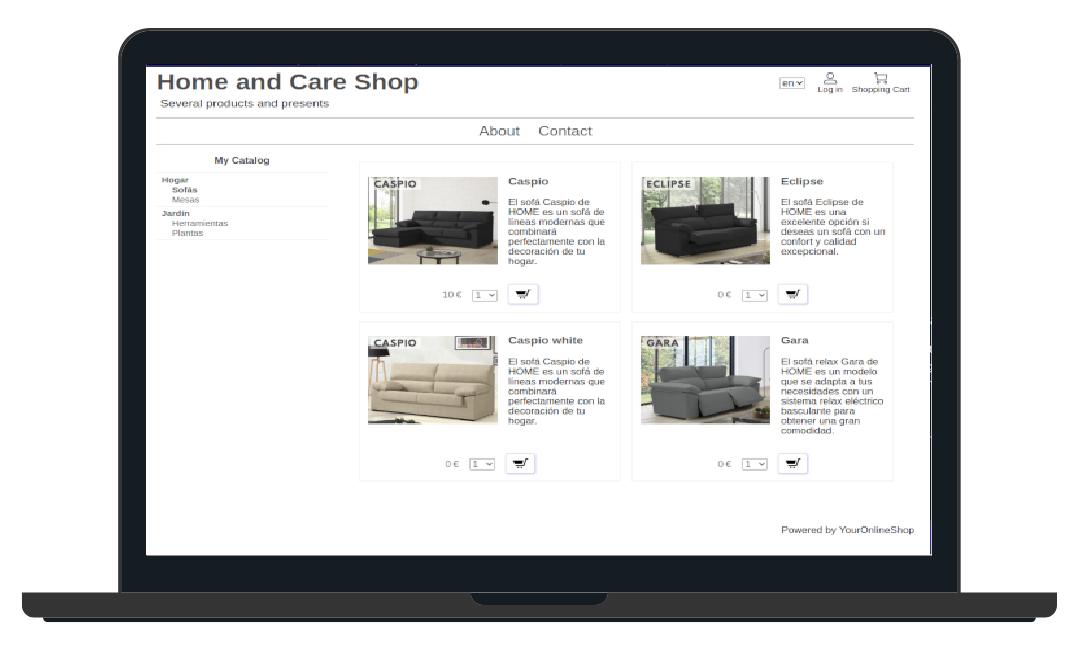 Home and Care Shop
Several products and presents
en
Log in
Shopping Cart
About Contact
My Catalog
Hogar
Sofás
Mesas
Jardín
Herramientas
Plantas
CASPIO
Caspio
El sofá Caspio de
HOME es un sofá de
líneas modernas que
combinará
perfectamente con la
decoración de tu
hogar.
10 € 1
ECLIPSE
Eclipse
El sofá Eclipse de
HOME es una
excelente opción si
deseas un sofá con un
confort y calidad
excepcional.
0 € 1
CASPIO
Caspio white
El sofá Caspio de
HOME es un sofá de
líneas modernas que
combinará
perfectamente con la
decoración de tu
hogar.
0 € 1
GARA
Gara
El sofá relax Gara de
HOME es un modelo
que se adapta a tus
necesidades con un
sistema relax eléctrico
basculante para
obtener una gran
comodidad.
0 € 1
Powered by YourOnlineShop